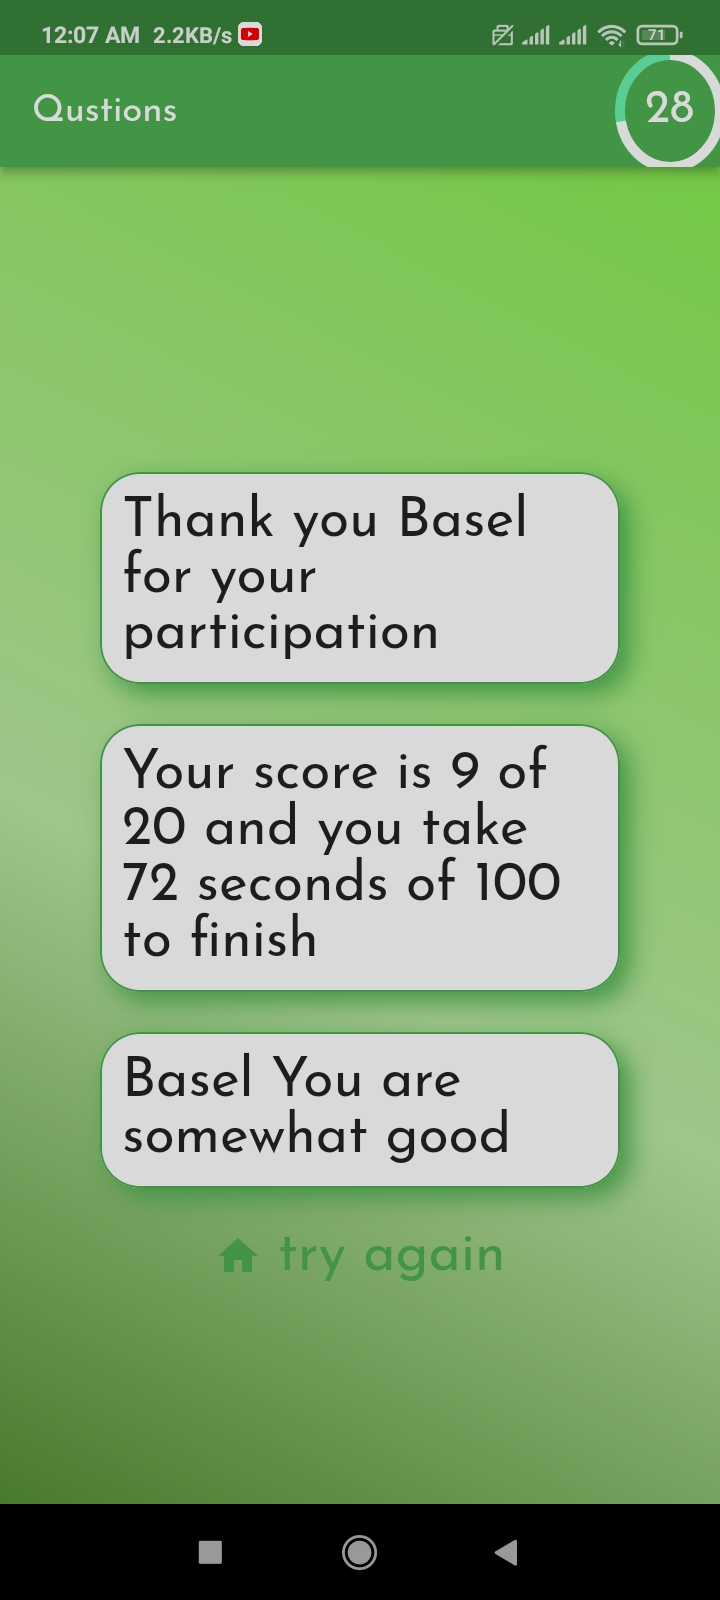 12:07 AM 2.2KB/s 71
Qustions
28
Thank you Basel
for your
participation
Your score is 9 of
20 and you take
72 seconds of 100
to finish
Basel You are
somewhat good
try again